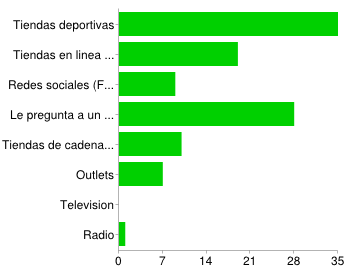 Tiendas deportivas
Tiendas en linea ...
Redes sociales (F...
Le pregunta a un ...
Tiendas de cadena...
Outlets
Television
Radio
0 7 14 21 28 35